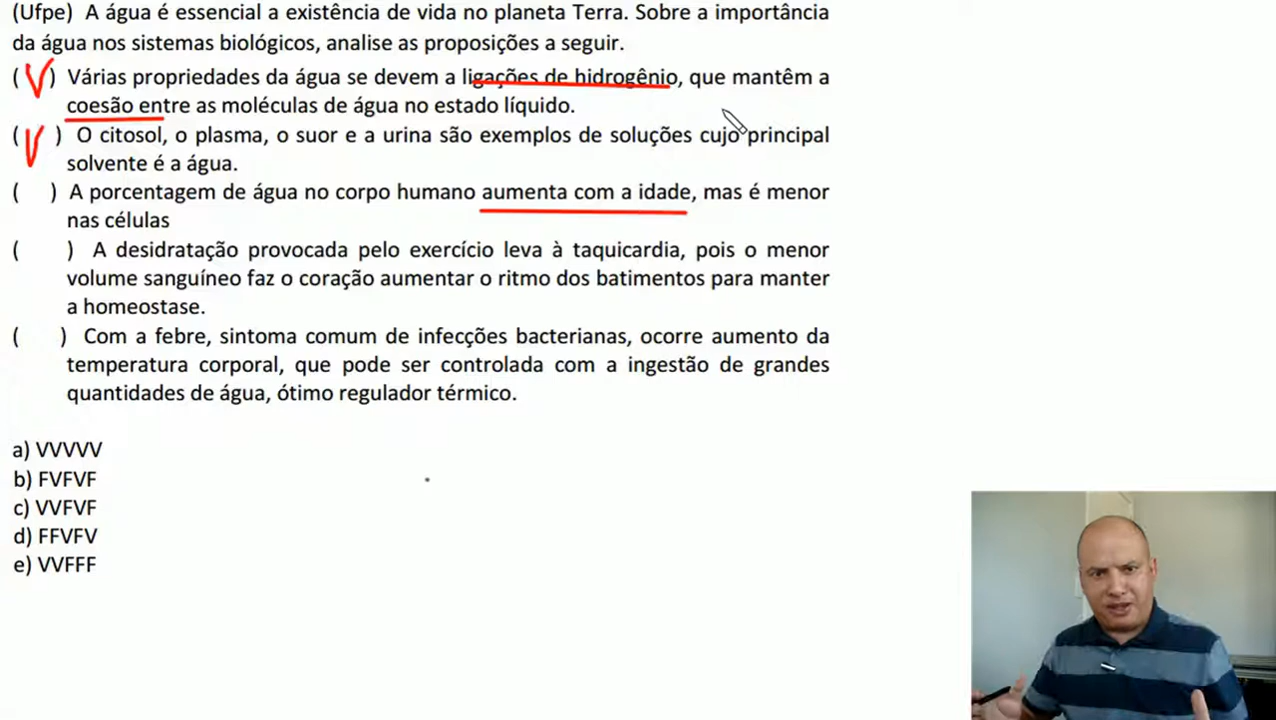 (Ufpe) A água é essencial a existência de vida no planeta Terra. Sobre a importância
da água nos sistemas biológicos, analise as proposições a seguir.
( V ) Várias propriedades da água se devem a ligações de hidrogênio, que mantêm a
coesão entre as moléculas de água no estado líquido.
( V ) O citosol, o plasma, o suor e a urina são exemplos de soluções cujo principal
solvente é a água.
( ) A porcentagem de água no corpo humano aumenta com a idade, mas é menor
nas células
( ) A desidratação provocada pelo exercício leva à taquicardia, pois o menor
volume sanguíneo faz o coração aumentar o ritmo dos batimentos para manter
a homeostase.
( ) Com a febre, sintoma comum de infecções bacterianas, ocorre aumento da
temperatura corporal, que pode ser controlada com a ingestão de grandes
quantidades de água, ótimo regulador térmico.
a) VVVVV
b) FVFVF
c) VVFVF
d) FFVFV
e) VVFFF